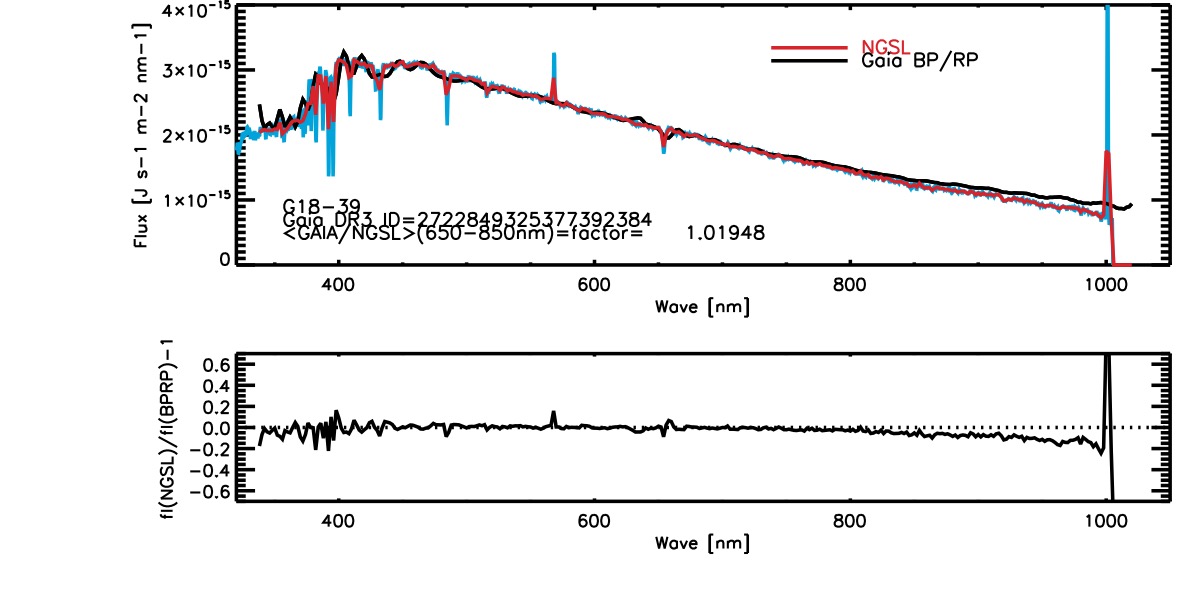 4×10−15
3×10−15
2×10−15
1×10−15
0
Flux [J s−1 m−2 nm−1]
NGSL
Gaia BP/RP
G18−39
Gaia DR3 ID=2722849325377392384
<GAIA/NGSL>(650−850nm)=factor= 1.01948
400 600 800 1000
Wave [nm]
fl(NGSL)/fl(BPRP)−1
0.6
0.4
0.2
0.0
−0.2
−0.4
−0.6
400 600 800 1000
Wave [nm]